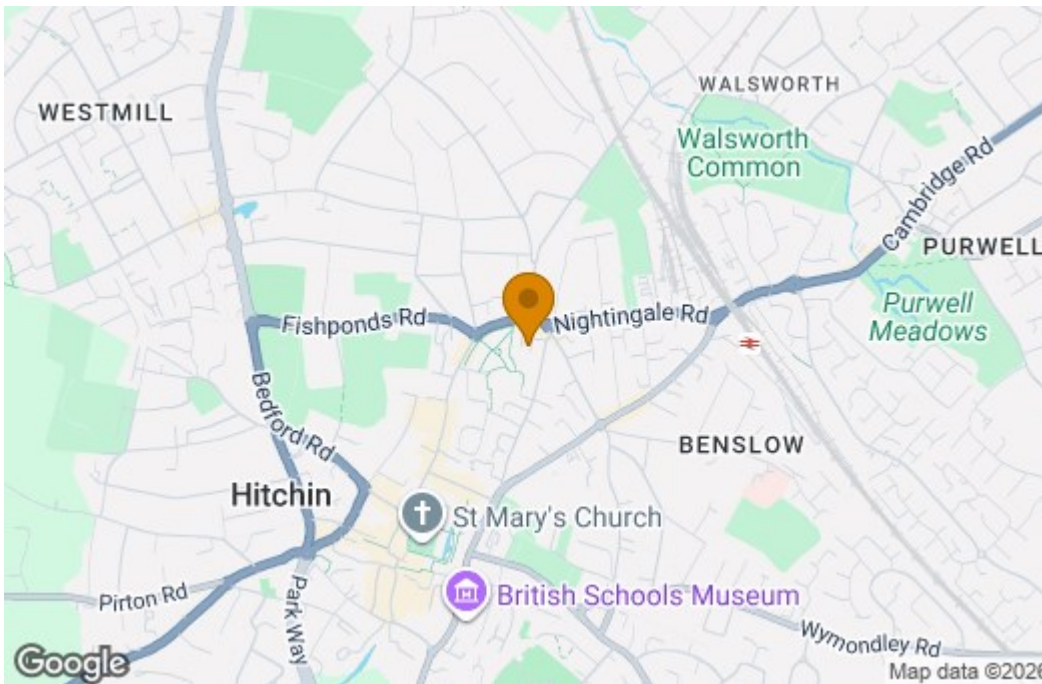 WALSWORTH
WESTMILL
Walsworth
Common
Cambridge Rd
PURWELL
Purwell
Meadows
Fishponds Rd
Nightingale Rd
Bedford Rd
BENSLOW
Hitchin
St Mary's Church
Pirton Rd
Park Way
British Schools Museum
Wymondley Rd
Google
Map data ©2026